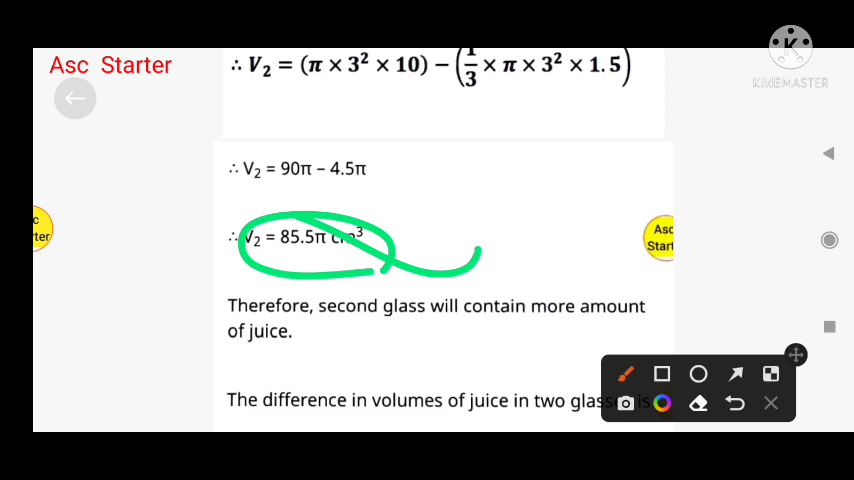 Asc Starter
∴ V₂ = (π × 3² × 10) − (1/3 × π × 3² × 1.5)
KINEMASTER
∴ V₂ = 90π – 4.5π
∴ V₂ = 85.5π cm³
Asc
Start
Therefore, second glass will contain more amount
of juice.
The difference in volumes of juice in two glasses is